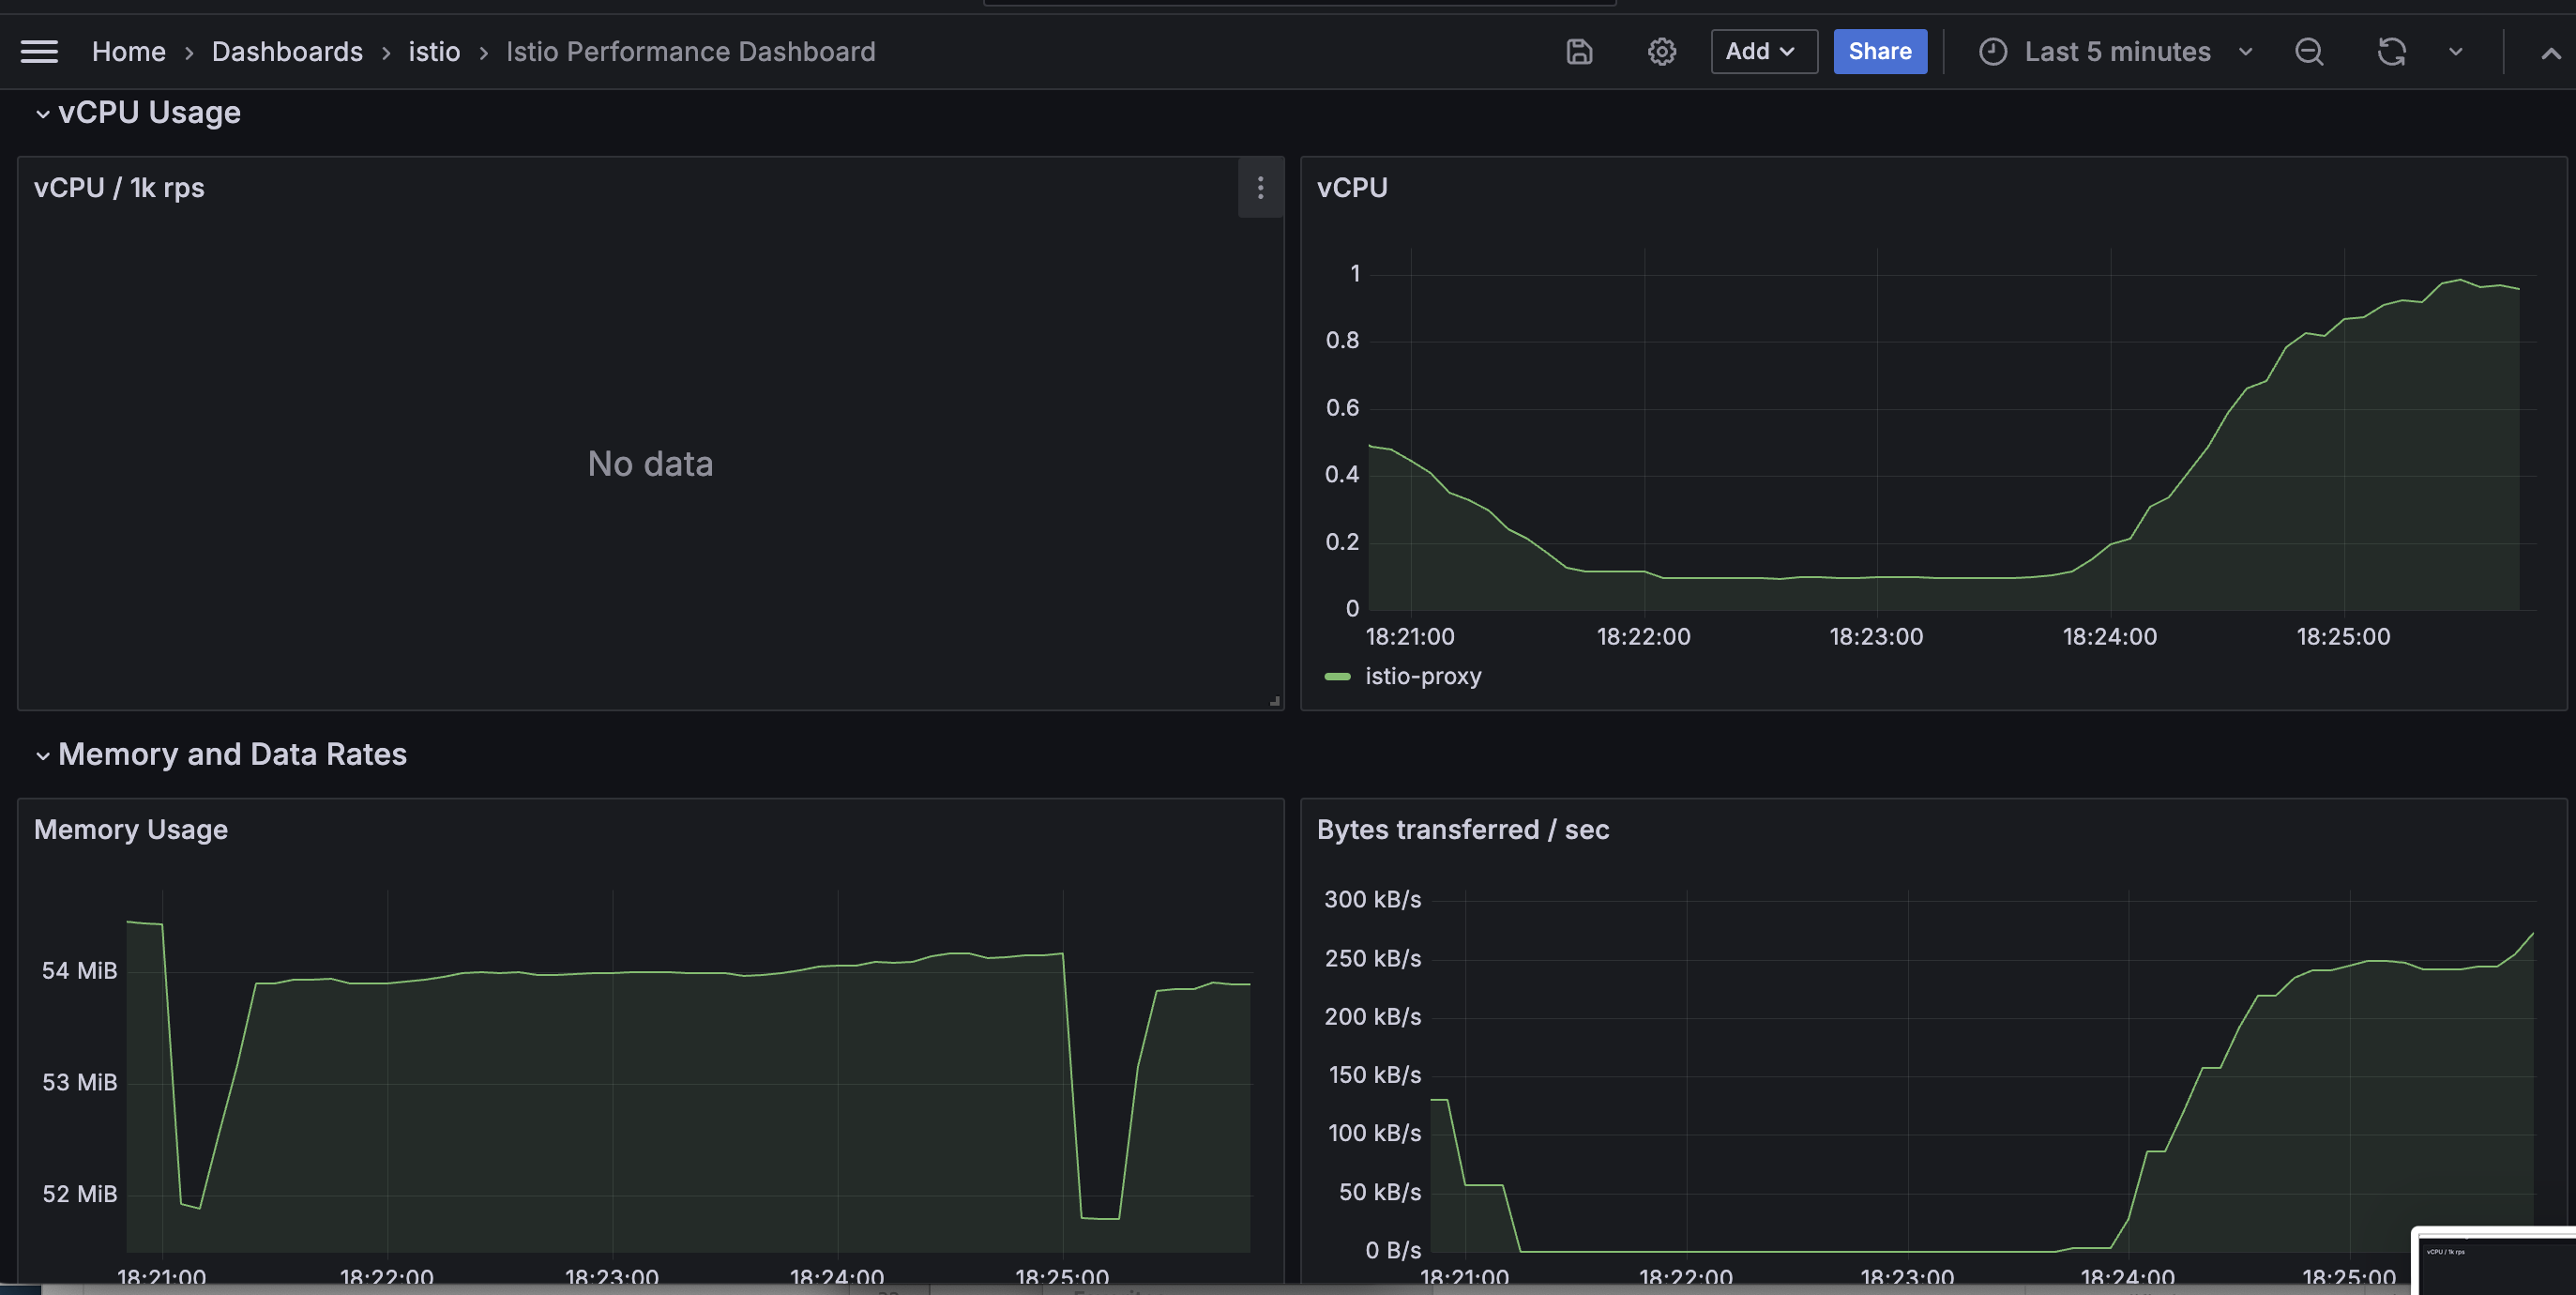 Home › Dashboards › istio › Istio Performance Dashboard
Add
Share
Last 5 minutes
vCPU Usage
vCPU / 1k rps
No data
vCPU
1
0.8
0.6
0.4
0.2
0
18:21:00 18:22:00 18:23:00 18:24:00 18:25:00
istio-proxy
Memory and Data Rates
Memory Usage
54 MiB
53 MiB
52 MiB
18:21:00 18:22:00 18:23:00 18:24:00 18:25:00
Bytes transferred / sec
300 kB/s
250 kB/s
200 kB/s
150 kB/s
100 kB/s
50 kB/s
0 B/s
18:21:00 18:22:00 18:23:00 18:24:00 18:25:00
vCPU / 1k rps